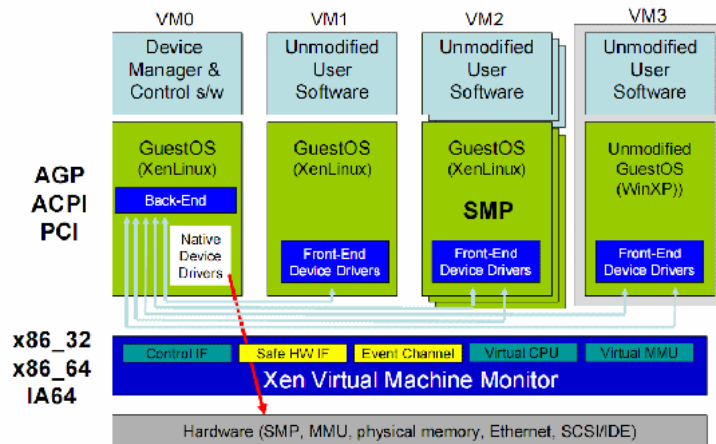 VM0
VM1
VM2
VM3
Device
Manager &
Control s/w
Unmodified
User
Software
Unmodified
User
Software
Unmodified
User
Software
AGP
ACPI
PCI
GuestOS
(XenLinux)
Back-End
Native
Device
Drivers
GuestOS
(XenLinux)
Front-End
Device Drivers
GuestOS
(XenLinux)
SMP
Front-End
Device Drivers
Unmodified
GuestOS
(WinXP))
Front-End
Device Drivers
x86_32
x86_64
IA64
Control IF
Safe HW IF
Event Channel
Virtual CPU
Virtual MMU
Xen Virtual Machine Monitor
Hardware (SMP, MMU, physical memory, Ethernet, SCSI/IDE)